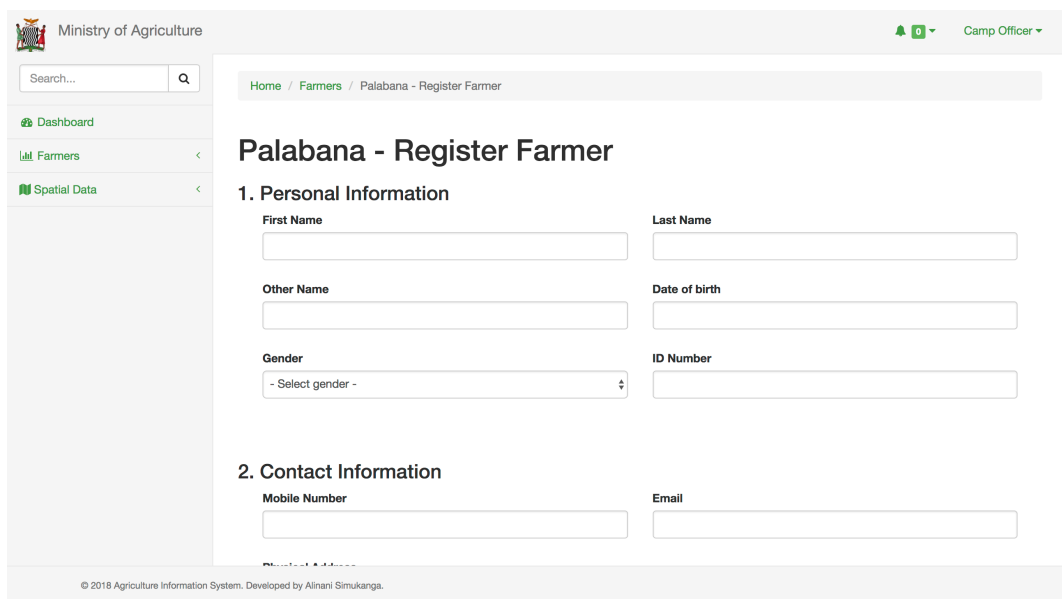 Ministry of Agriculture
0
Camp Officer
Search...
Home / Farmers / Palabana - Register Farmer
Dashboard
Farmers
Spatial Data
Palabana - Register Farmer
1. Personal Information
First Name
Last Name
Other Name
Date of birth
Gender
ID Number
- Select gender -
2. Contact Information
Mobile Number
Email
Physical Address
© 2018 Agriculture Information System. Developed by Alinani Simukanga.